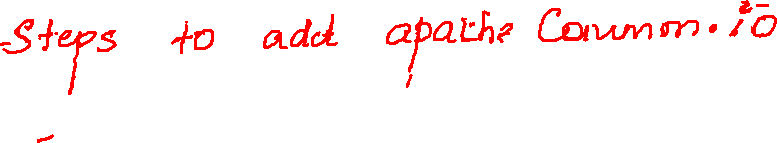 Steps to add apache Common.io